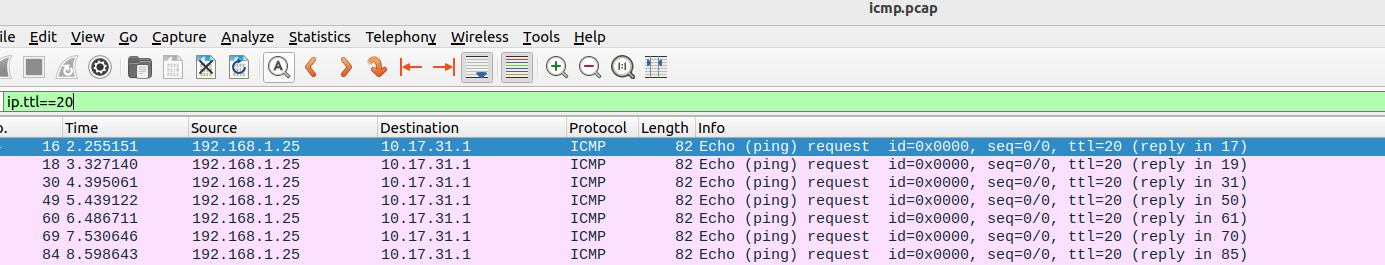 icmp.pcap
ile Edit View Go Capture Analyze Statistics Telephony Wireless Tools Help
ip.ttl==20
o. Time Source Destination Protocol Length Info
16 2.255151 192.168.1.25 10.17.31.1 ICMP 82 Echo (ping) request id=0x0000, seq=0/0, ttl=20 (reply in 17)
18 3.327140 192.168.1.25 10.17.31.1 ICMP 82 Echo (ping) request id=0x0000, seq=0/0, ttl=20 (reply in 19)
30 4.395061 192.168.1.25 10.17.31.1 ICMP 82 Echo (ping) request id=0x0000, seq=0/0, ttl=20 (reply in 31)
49 5.439122 192.168.1.25 10.17.31.1 ICMP 82 Echo (ping) request id=0x0000, seq=0/0, ttl=20 (reply in 50)
60 6.486711 192.168.1.25 10.17.31.1 ICMP 82 Echo (ping) request id=0x0000, seq=0/0, ttl=20 (reply in 61)
69 7.530646 192.168.1.25 10.17.31.1 ICMP 82 Echo (ping) request id=0x0000, seq=0/0, ttl=20 (reply in 70)
84 8.598643 192.168.1.25 10.17.31.1 ICMP 82 Echo (ping) request id=0x0000, seq=0/0, ttl=20 (reply in 85)